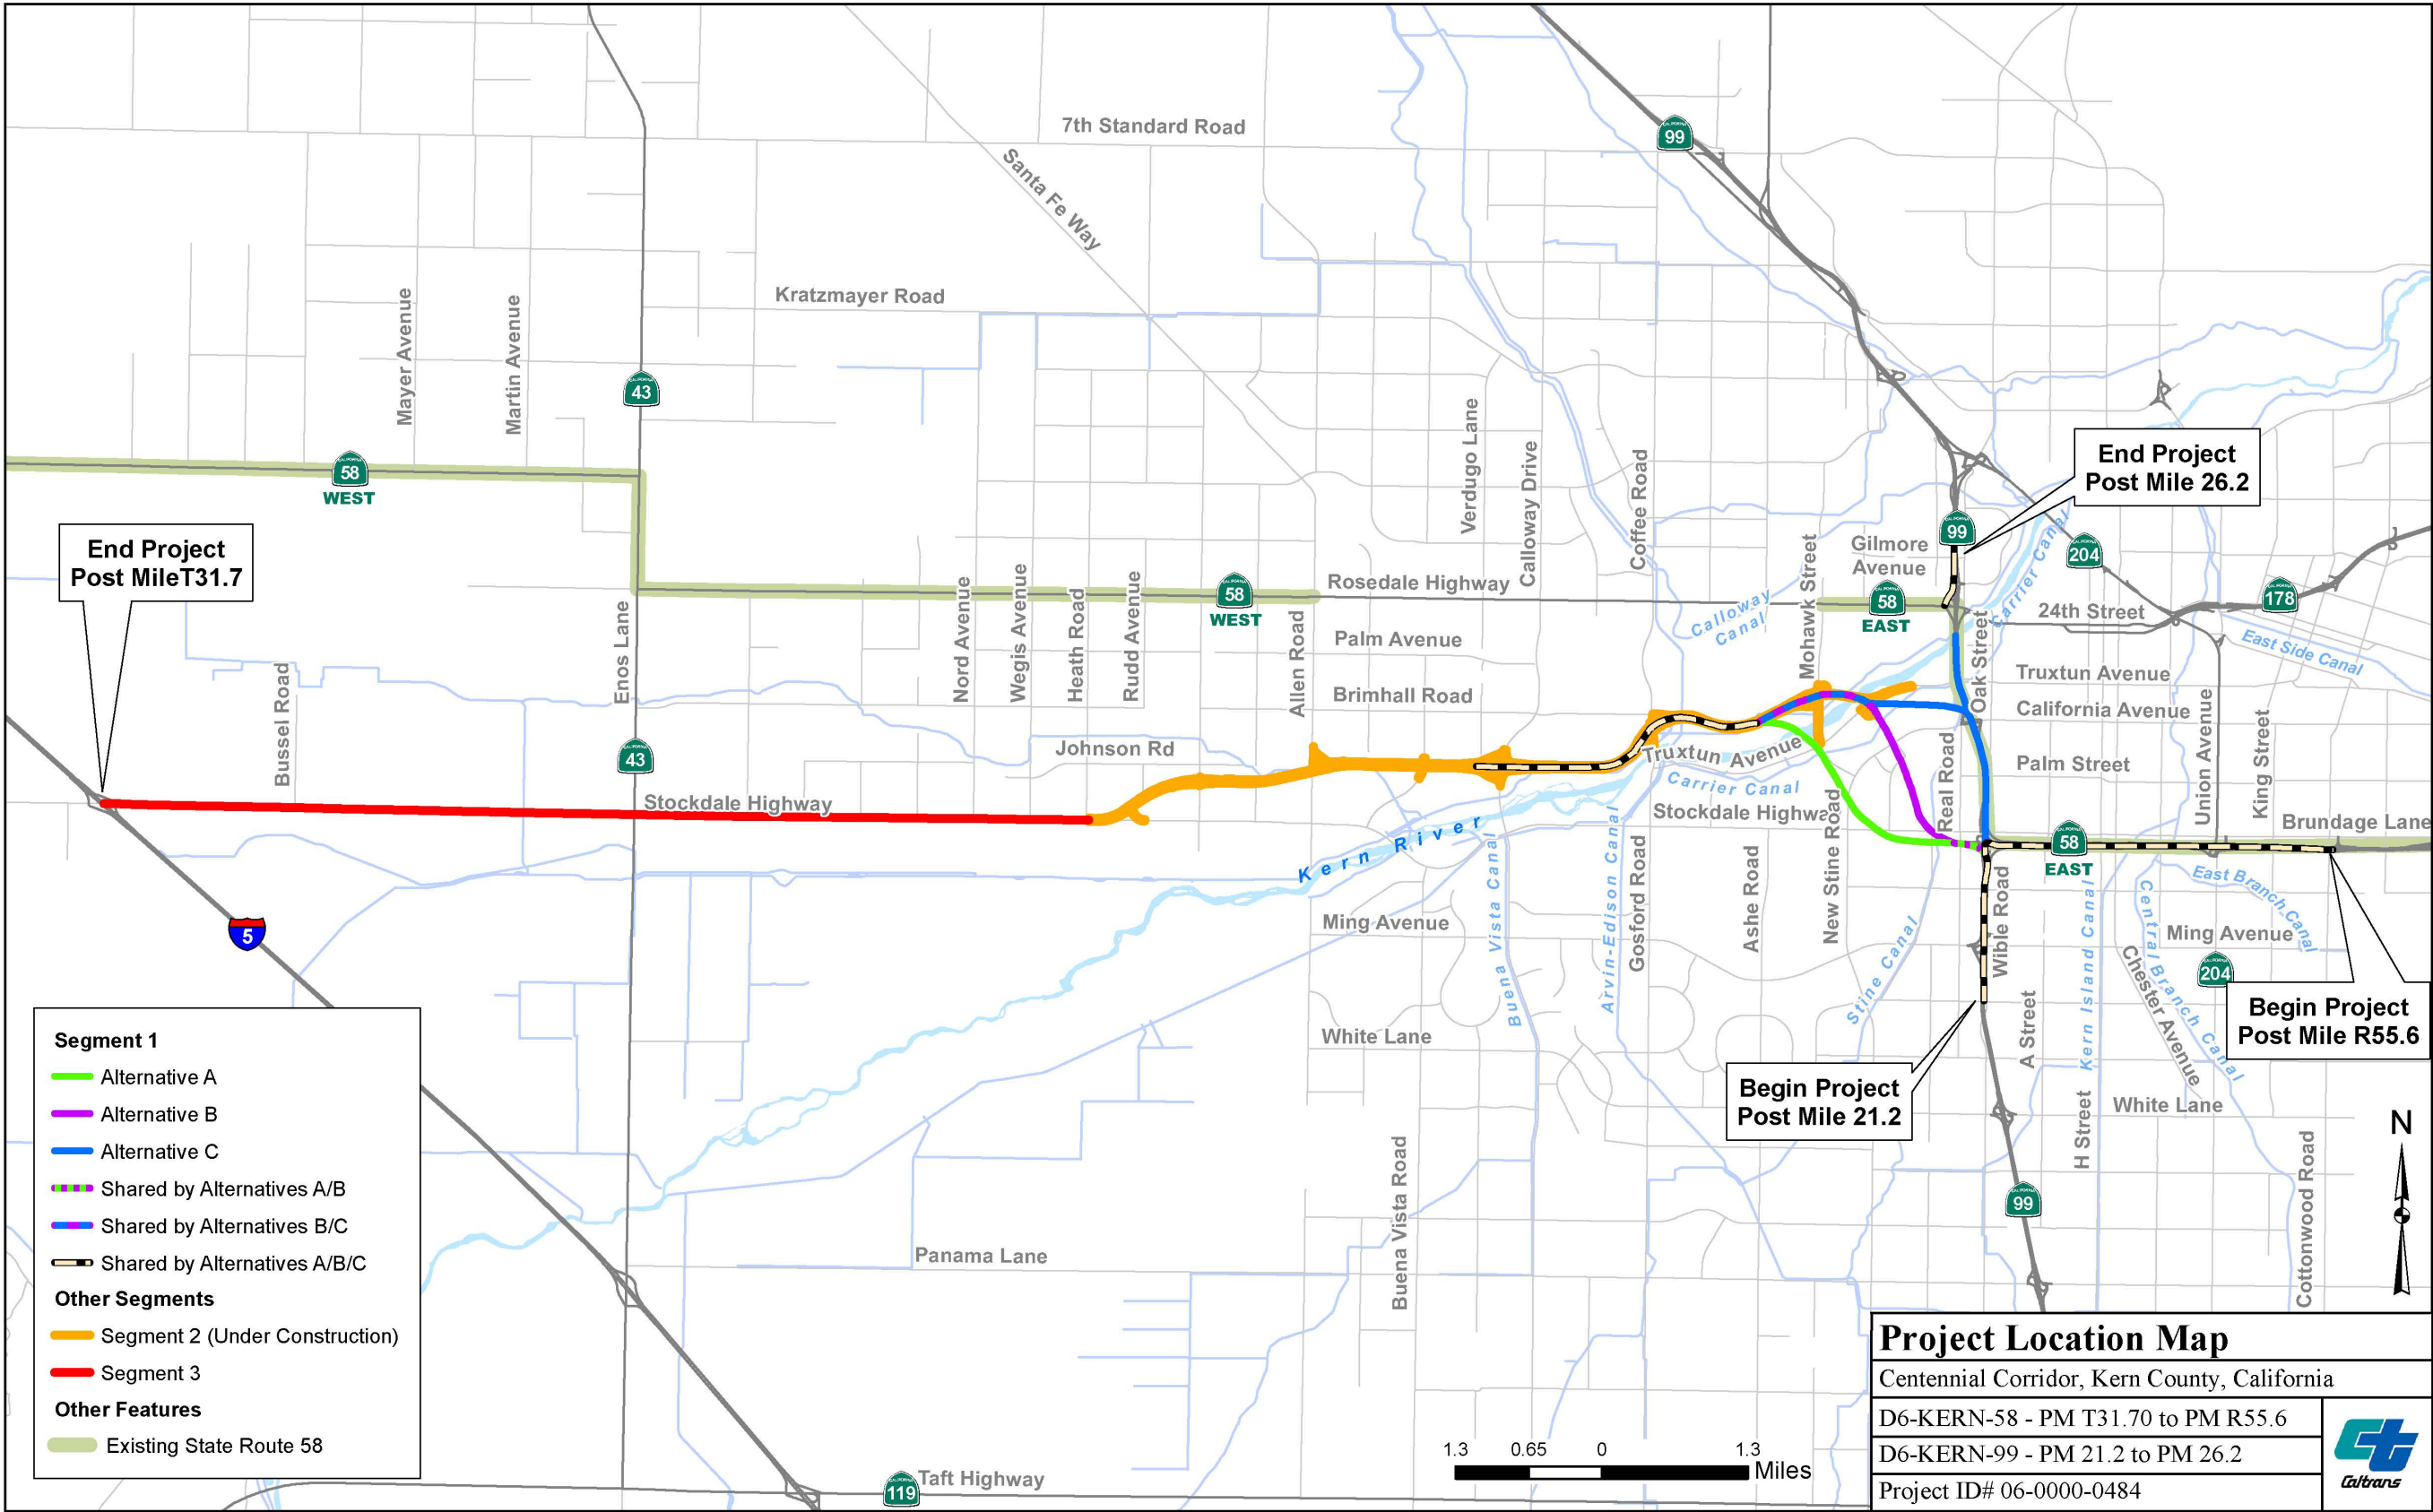 7th Standard Road
Santa Fe Way
CALIFORNIA
99
Kratzmayer Road
Mayer Avenue
Martin Avenue
43
Verdugo Lane
Calloway Drive
Coffee Road
End Project
Post Mile 26.2
58
WEST
99
204
Gilmore
Avenue
Carrier Canal
End Project
Post MileT31.7
Rosedale Highway
58
WEST
58
EAST
178
24th Street
Mohawk Street
Calloway
Canal
Nord Avenue
Wegis Avenue
Heath Road
Rudd Avenue
Allen Road
Palm Avenue
East Side Canal
Enos Lane
Bussel Road
Brimhall Road
Oak Street
Truxtun Avenue
California Avenue
Union Avenue
King Street
43
Johnson Rd
Truxtun Avenue
Real Road
Palm Street
Carrier Canal
Stockdale Highway
Stockdale Highwa
Brundage Lane
Kern River
58
EAST
Buena Vista Canal
Arvin-Edison Canal
Gosford Road
Ashe Road
New Stine Road
Stine Canal
Wible Road
East Branch Canal
Central Branch Canal
Kern Island Canal
Ming Avenue
Ming Avenue
5
204
Chester Avenue
A Street
Begin Project
Post Mile R55.6
White Lane
Begin Project
Post Mile 21.2
White Lane
H Street
N
Buena Vista Road
99
Cottonwood Road
Panama Lane
Taft Highway
119
Segment 1
Alternative A
Alternative B
Alternative C
Shared by Alternatives A/B
Shared by Alternatives B/C
Shared by Alternatives A/B/C
Other Segments
Segment 2 (Under Construction)
Segment 3
Other Features
Existing State Route 58
1.3 0.65 0 1.3
Miles
Project Location Map
Centennial Corridor, Kern County, California
D6-KERN-58 - PM T31.70 to PM R55.6
D6-KERN-99 - PM 21.2 to PM 26.2
Project ID# 06-0000-0484
Caltrans